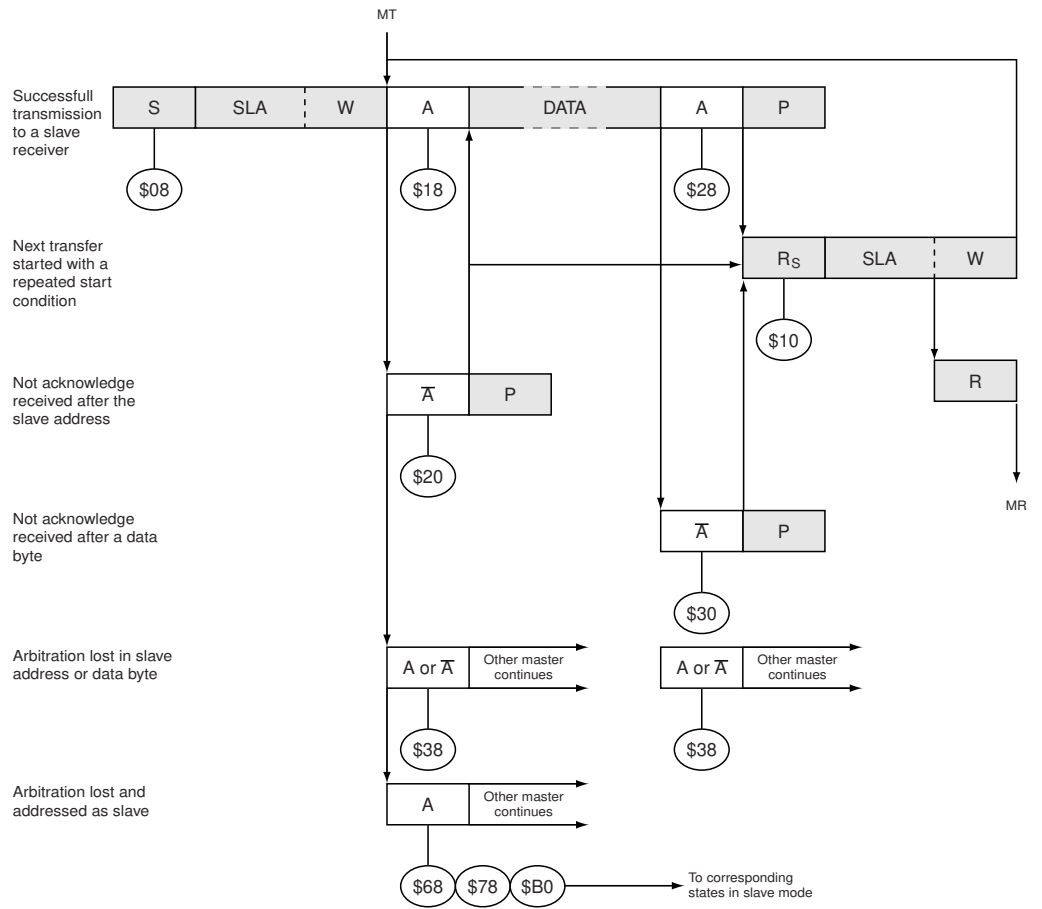 MT
Successfull
transmission
to a slave
receiver
S SLA W A DATA A P
$08 $18 $28
Next transfer
started with a
repeated start
condition
RS SLA W
$10
Not acknowledge
received after the
slave address
A̅ P
R
$20
MR
Not acknowledge
received after a data
byte
A̅ P
$30
Arbitration lost in slave
address or data byte
A or A̅
Other master
continues
A or A̅
Other master
continues
$38 $38
Arbitration lost and
addressed as slave
A
Other master
continues
$68 $78 $B0
To corresponding
states in slave mode